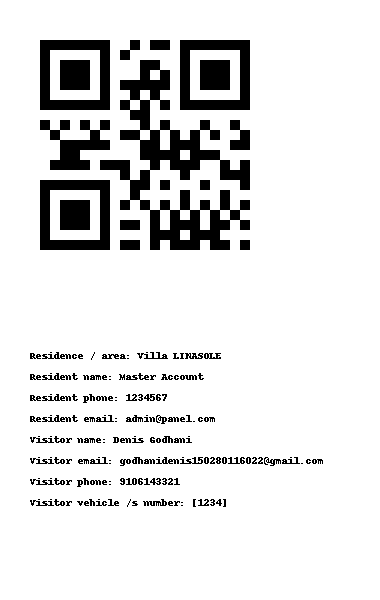 Residence / area: Villa LINASOLE
Resident name: Master Account
Resident phone: 1234567
Resident email: admin@panel.com
Visitor name: Denis Godhani
Visitor email: godhanidenis150280116022@gmail.com
Visitor phone: 9106143321
Visitor vehicle /s number: [1234]